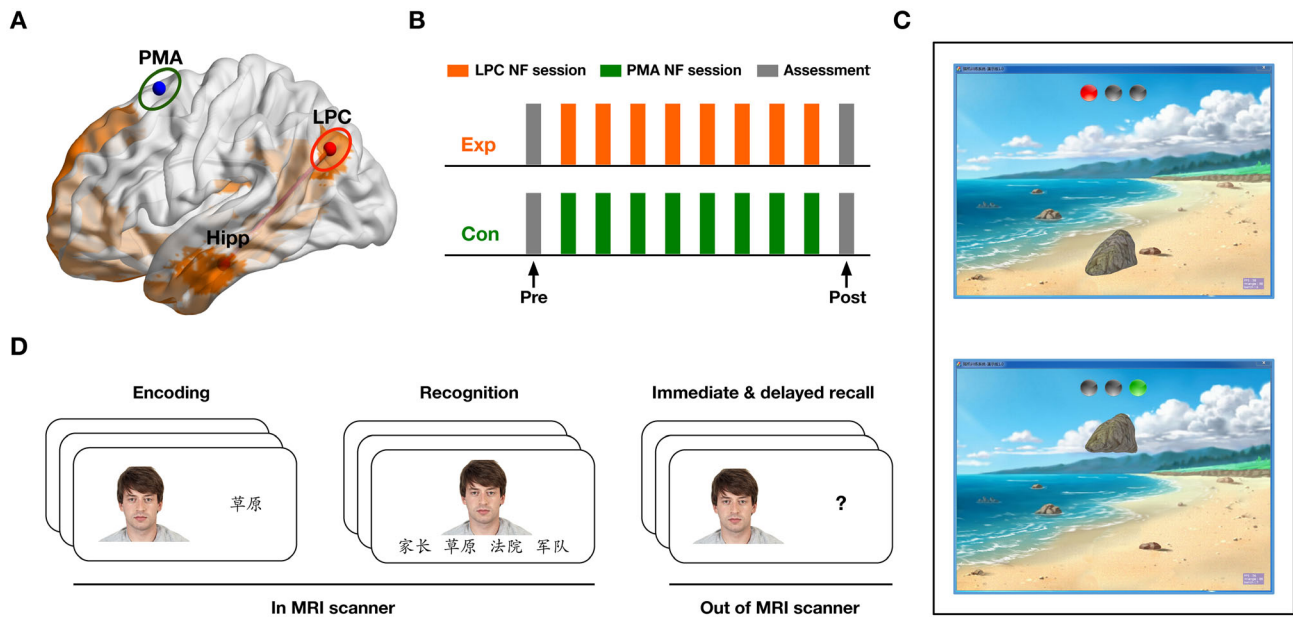 A
PMA
LPC
Hipp
B
LPC NF session PMA NF session Assessment
Exp
Con
Pre Post
C
D
Encoding
草原
Recognition
家长 草原 法院 军队
Immediate & delayed recall
?
In MRI scanner
Out of MRI scanner